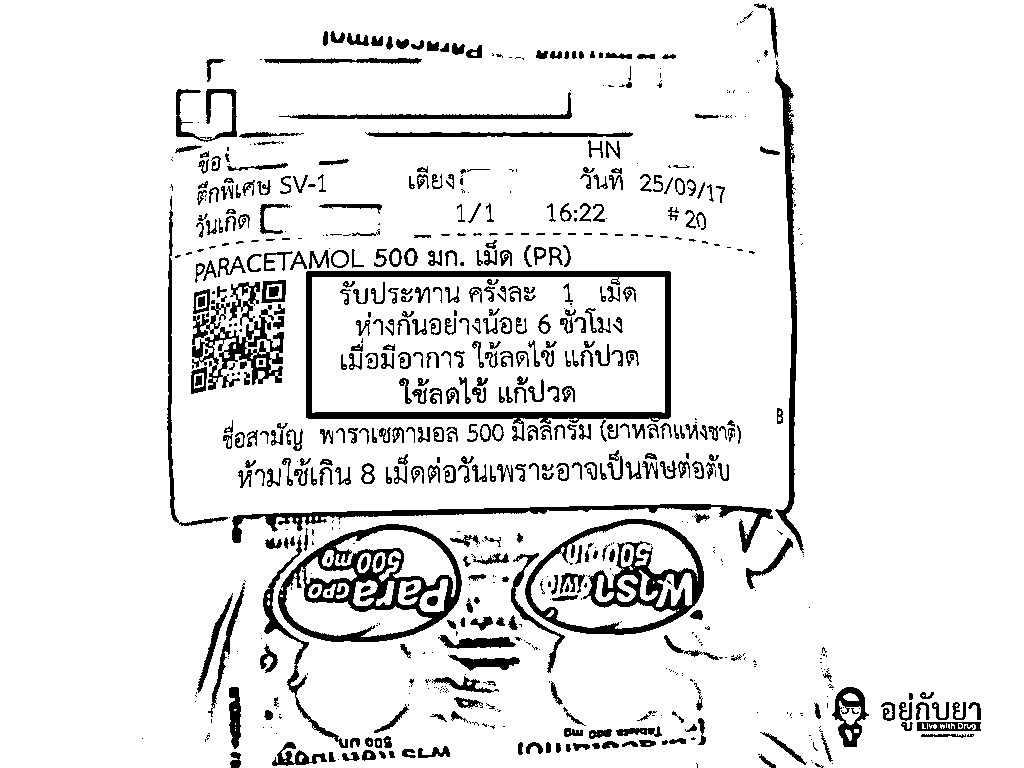 Paracetamol
ชื่อ
HN
ตึกพิเศษ SV-1 เตียง วันที่ 25/09/17
วันเกิด 1/1 16:22 #20
PARACETAMOL 500 มก. เม็ด (PR)
รับประทาน ครั้งละ 1 เม็ด
ห่างกันอย่างน้อย 6 ชั่วโมง
เมื่อมีอาการ ใช้ลดไข้ แก้ปวด
ใช้ลดไข้ แก้ปวด
B
ชื่อสามัญ พาราเซตามอล 500 มิลลิกรัม (ยาหลักแห่งชาติ)
ห้ามใช้เกิน 8 เม็ดต่อวันเพราะอาจเป็นพิษต่อตับ
Para GPO
500 mg
พารา
500 มก
Tablets 500 mg
500 มก
อยู่กับยา
Live With Drug